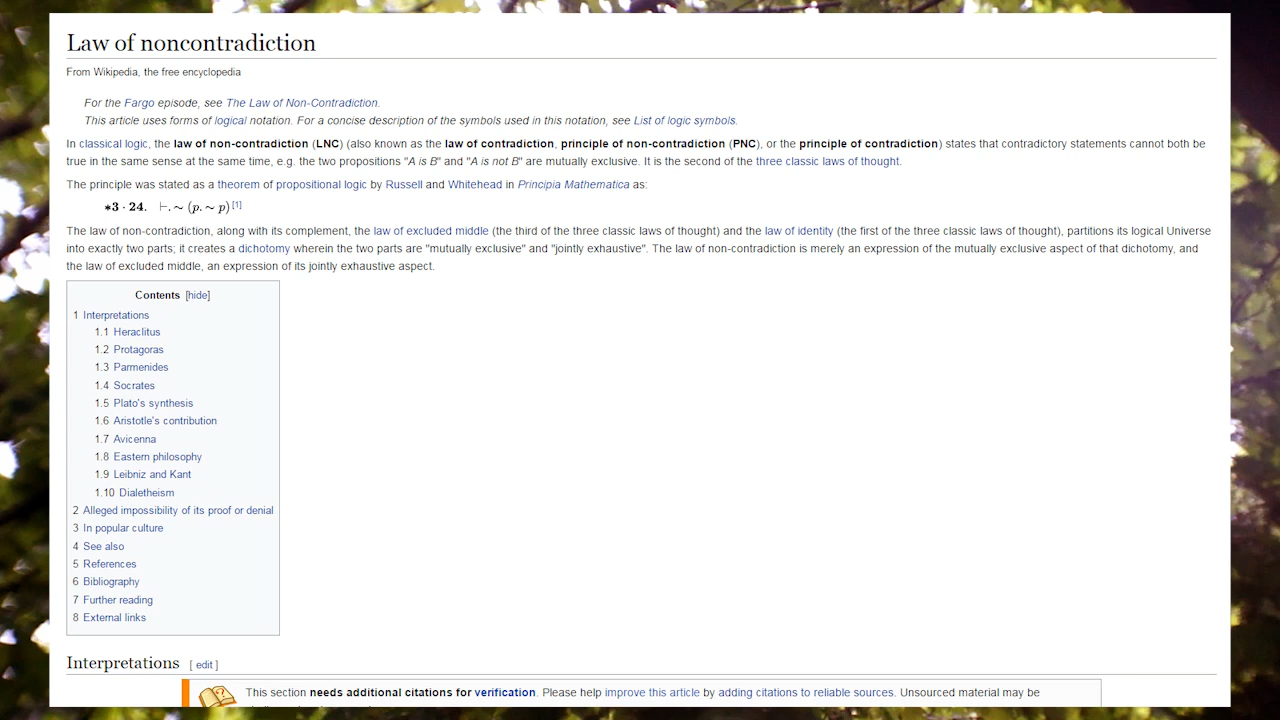 Law of noncontradiction
From Wikipedia, the free encyclopedia
For the Fargo episode, see The Law of Non-Contradiction.
This article uses forms of logical notation. For a concise description of the symbols used in this notation, see List of logic symbols.
In classical logic, the law of non-contradiction (LNC) (also known as the law of contradiction, principle of non-contradiction (PNC), or the principle of contradiction) states that contradictory statements cannot both be
true in the same sense at the same time, e.g. the two propositions "A is B" and "A is not B" are mutually exclusive. It is the second of the three classic laws of thought.
The principle was stated as a theorem of propositional logic by Russell and Whitehead in Principia Mathematica as:
∗3 · 24. ⊢. ∼ (p. ∼ p) [1]
The law of non-contradiction, along with its complement, the law of excluded middle (the third of the three classic laws of thought) and the law of identity (the first of the three classic laws of thought), partitions its logical Universe
into exactly two parts; it creates a dichotomy wherein the two parts are "mutually exclusive" and "jointly exhaustive". The law of non-contradiction is merely an expression of the mutually exclusive aspect of that dichotomy, and
the law of excluded middle, an expression of its jointly exhaustive aspect.
Contents [hide]
1 Interpretations
1.1 Heraclitus
1.2 Protagoras
1.3 Parmenides
1.4 Socrates
1.5 Plato's synthesis
1.6 Aristotle's contribution
1.7 Avicenna
1.8 Eastern philosophy
1.9 Leibniz and Kant
1.10 Dialetheism
2 Alleged impossibility of its proof or denial
3 In popular culture
4 See also
5 References
6 Bibliography
7 Further reading
8 External links
Interpretations [ edit ]
This section needs additional citations for verification. Please help improve this article by adding citations to reliable sources. Unsourced material may be